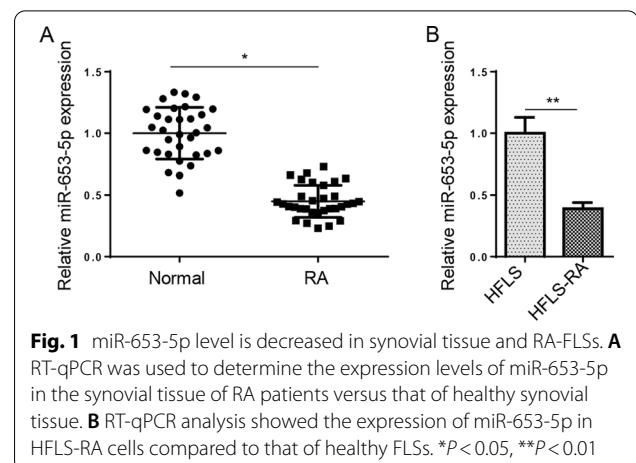 A
B
*
**
Relative miR-653-5p expression
1.5
1.0
0.5
0.0
Normal
RA
Relative miR-653-5p expression
1.5
1.0
0.5
0.0
HFLS
HFLS-RA
Fig. 1 miR-653-5p level is decreased in synovial tissue and RA-FLSs. A
RT-qPCR was used to determine the expression levels of miR-653-5p
in the synovial tissue of RA patients versus that of healthy synovial
tissue. B RT-qPCR analysis showed the expression of miR-653-5p in
HFLS-RA cells compared to that of healthy FLSs. *P < 0.05, **P < 0.01